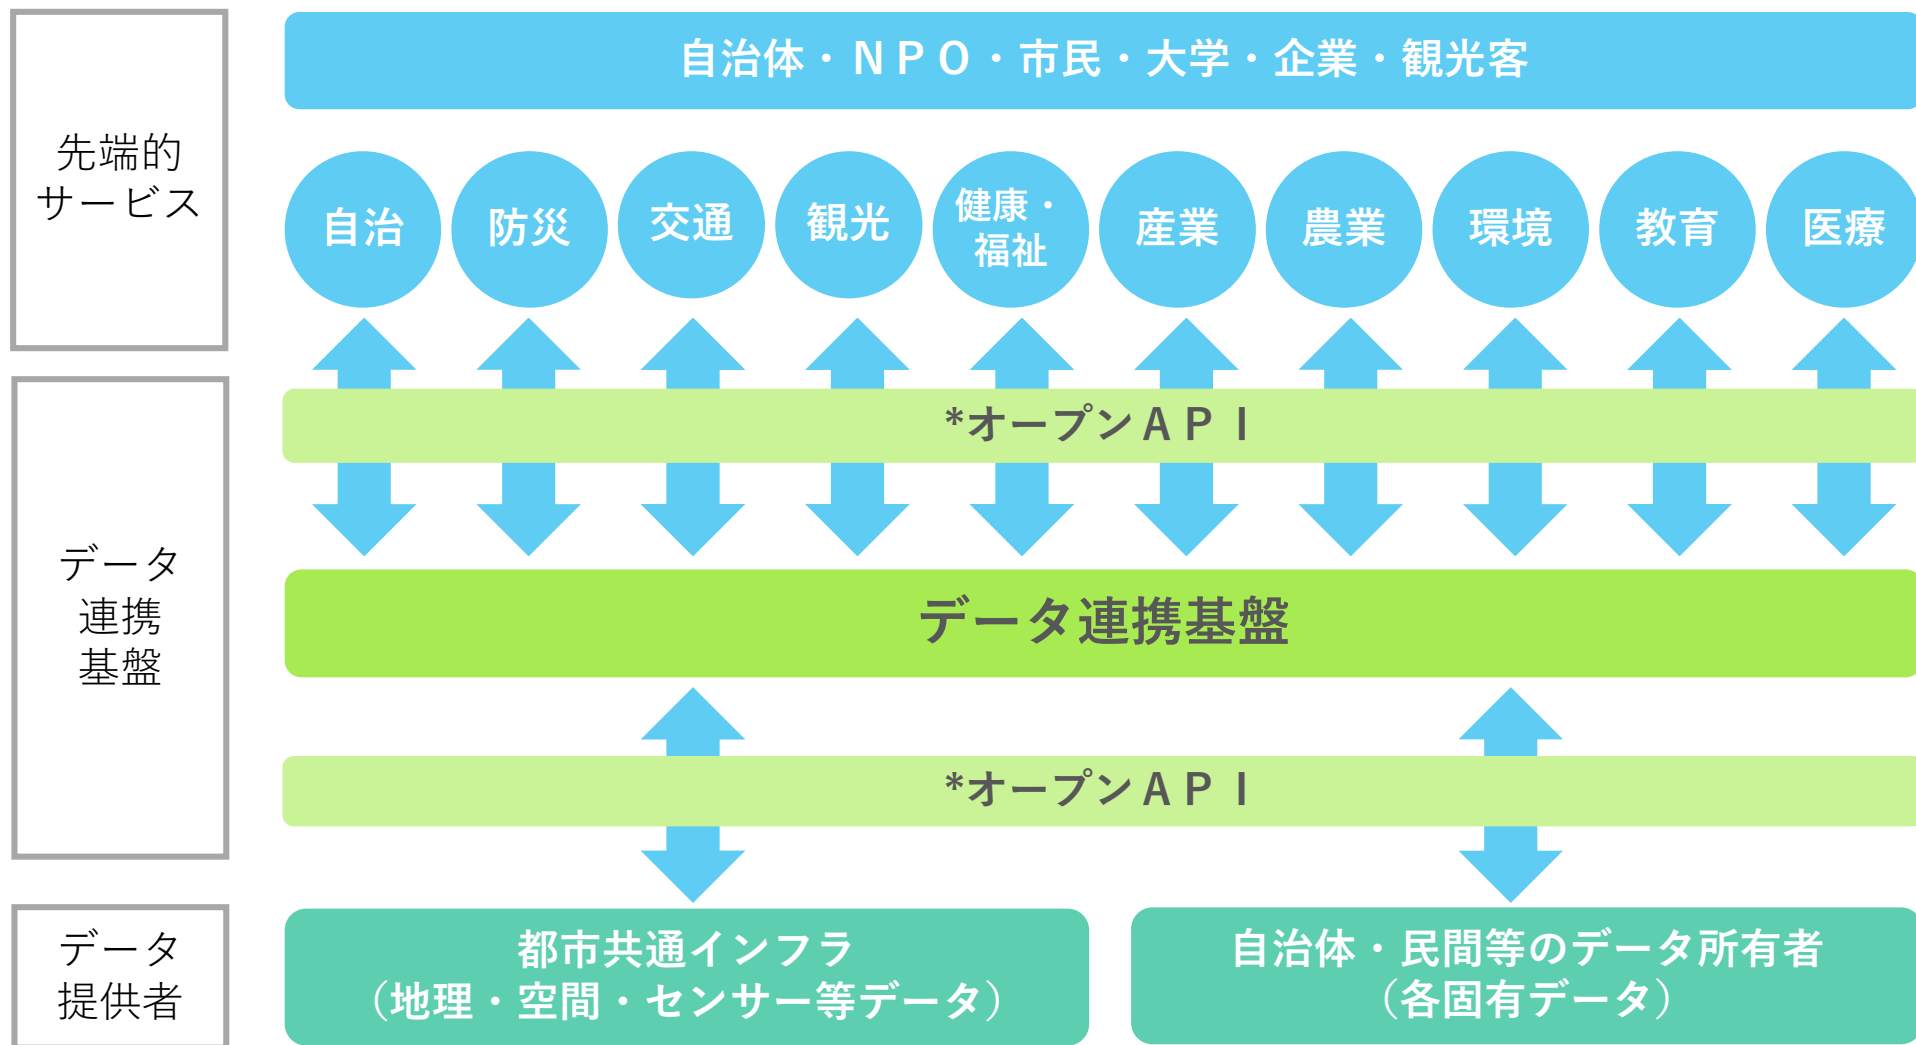 自治体・ＮＰＯ・市民・大学・企業・観光客
先端的
サービス
自治
防災
交通
観光
健康・
福祉
産業
農業
環境
教育
医療
*オープンＡＰＩ
データ
連携
基盤
データ連携基盤
*オープンＡＰＩ
データ
提供者
都市共通インフラ
（地理・空間・センサー等データ）
自治体・民間等のデータ所有者
（各固有データ）